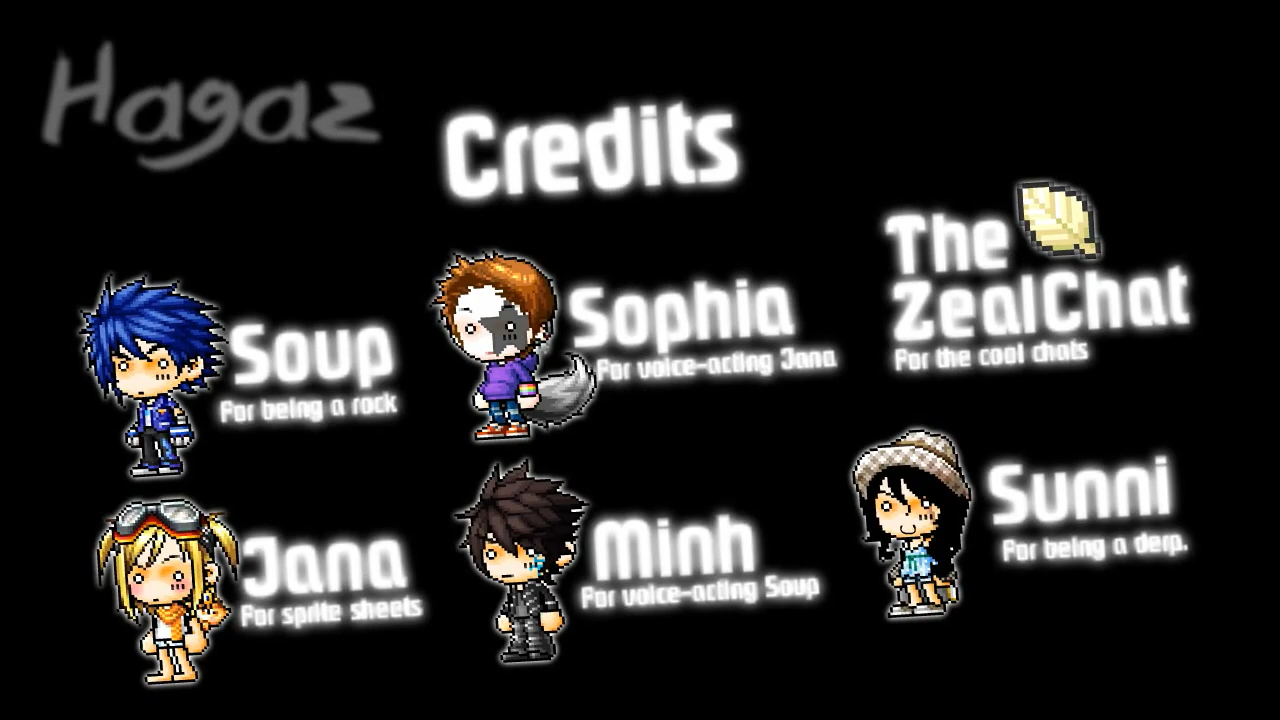 Hagaz
Credits
Soup
For being a rock
Sophia
For voice-acting Jana
The
ZealChat
For the cool chats
Jana
For sprite sheets
Minh
For voice-acting Soup
Sunni
For being a derp.